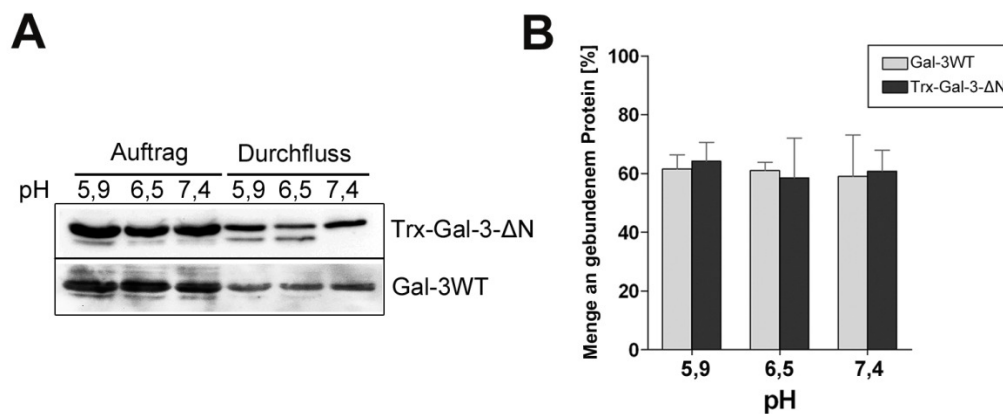 A
Auftrag Durchfluss
pH 5,9 6,5 7,4 5,9 6,5 7,4
Trx-Gal-3-ΔN
Gal-3WT
B
Gal-3WT
Trx-Gal-3-ΔN
Menge an gebundenem Protein [%]
100
80
60
40
20
0
5,9 6,5 7,4
pH